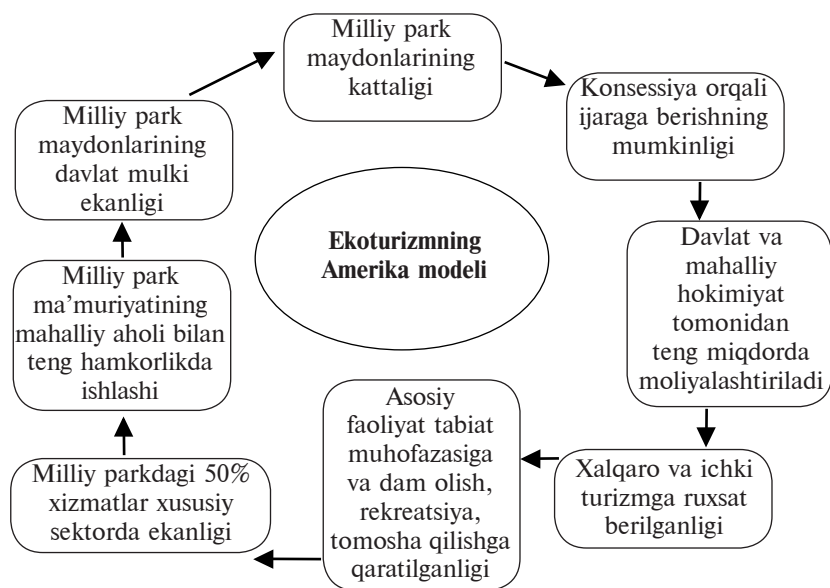 Milliy park
maydonlarining
kattaligi
Konsessiya orqali
ijaraga berishning
mumkinligi
Davlat va
mahalliy
hokimiyat
tomonidan
teng miqdorda
moliyalashtiriladi
Xalqaro va ichki
turizmga ruxsat
berilganligi
Asosiy
faoliyat tabiat
muhofazasiga
va dam olish,
rekreatsiya,
tomosha qilishga
qaratilganligi
Milliy parkdagi 50%
xizmatlar xususiy
sektorda ekanligi
Milliy park
ma’muriyatining
mahalliy aholi bilan
teng hamkorlikda
ishlashi
Milliy park
maydonlarining
davlat mulki
ekanligi
Ekoturizmning
Amerika modeli